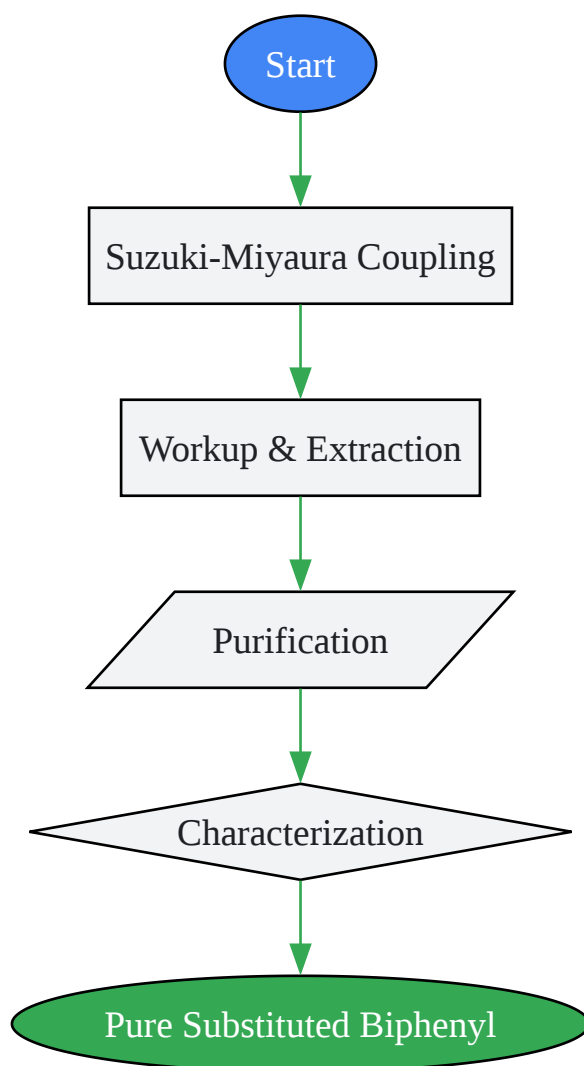 Start
Suzuki-Miyaura Coupling
Workup & Extraction
Purification
Characterization
Pure Substituted Biphenyl